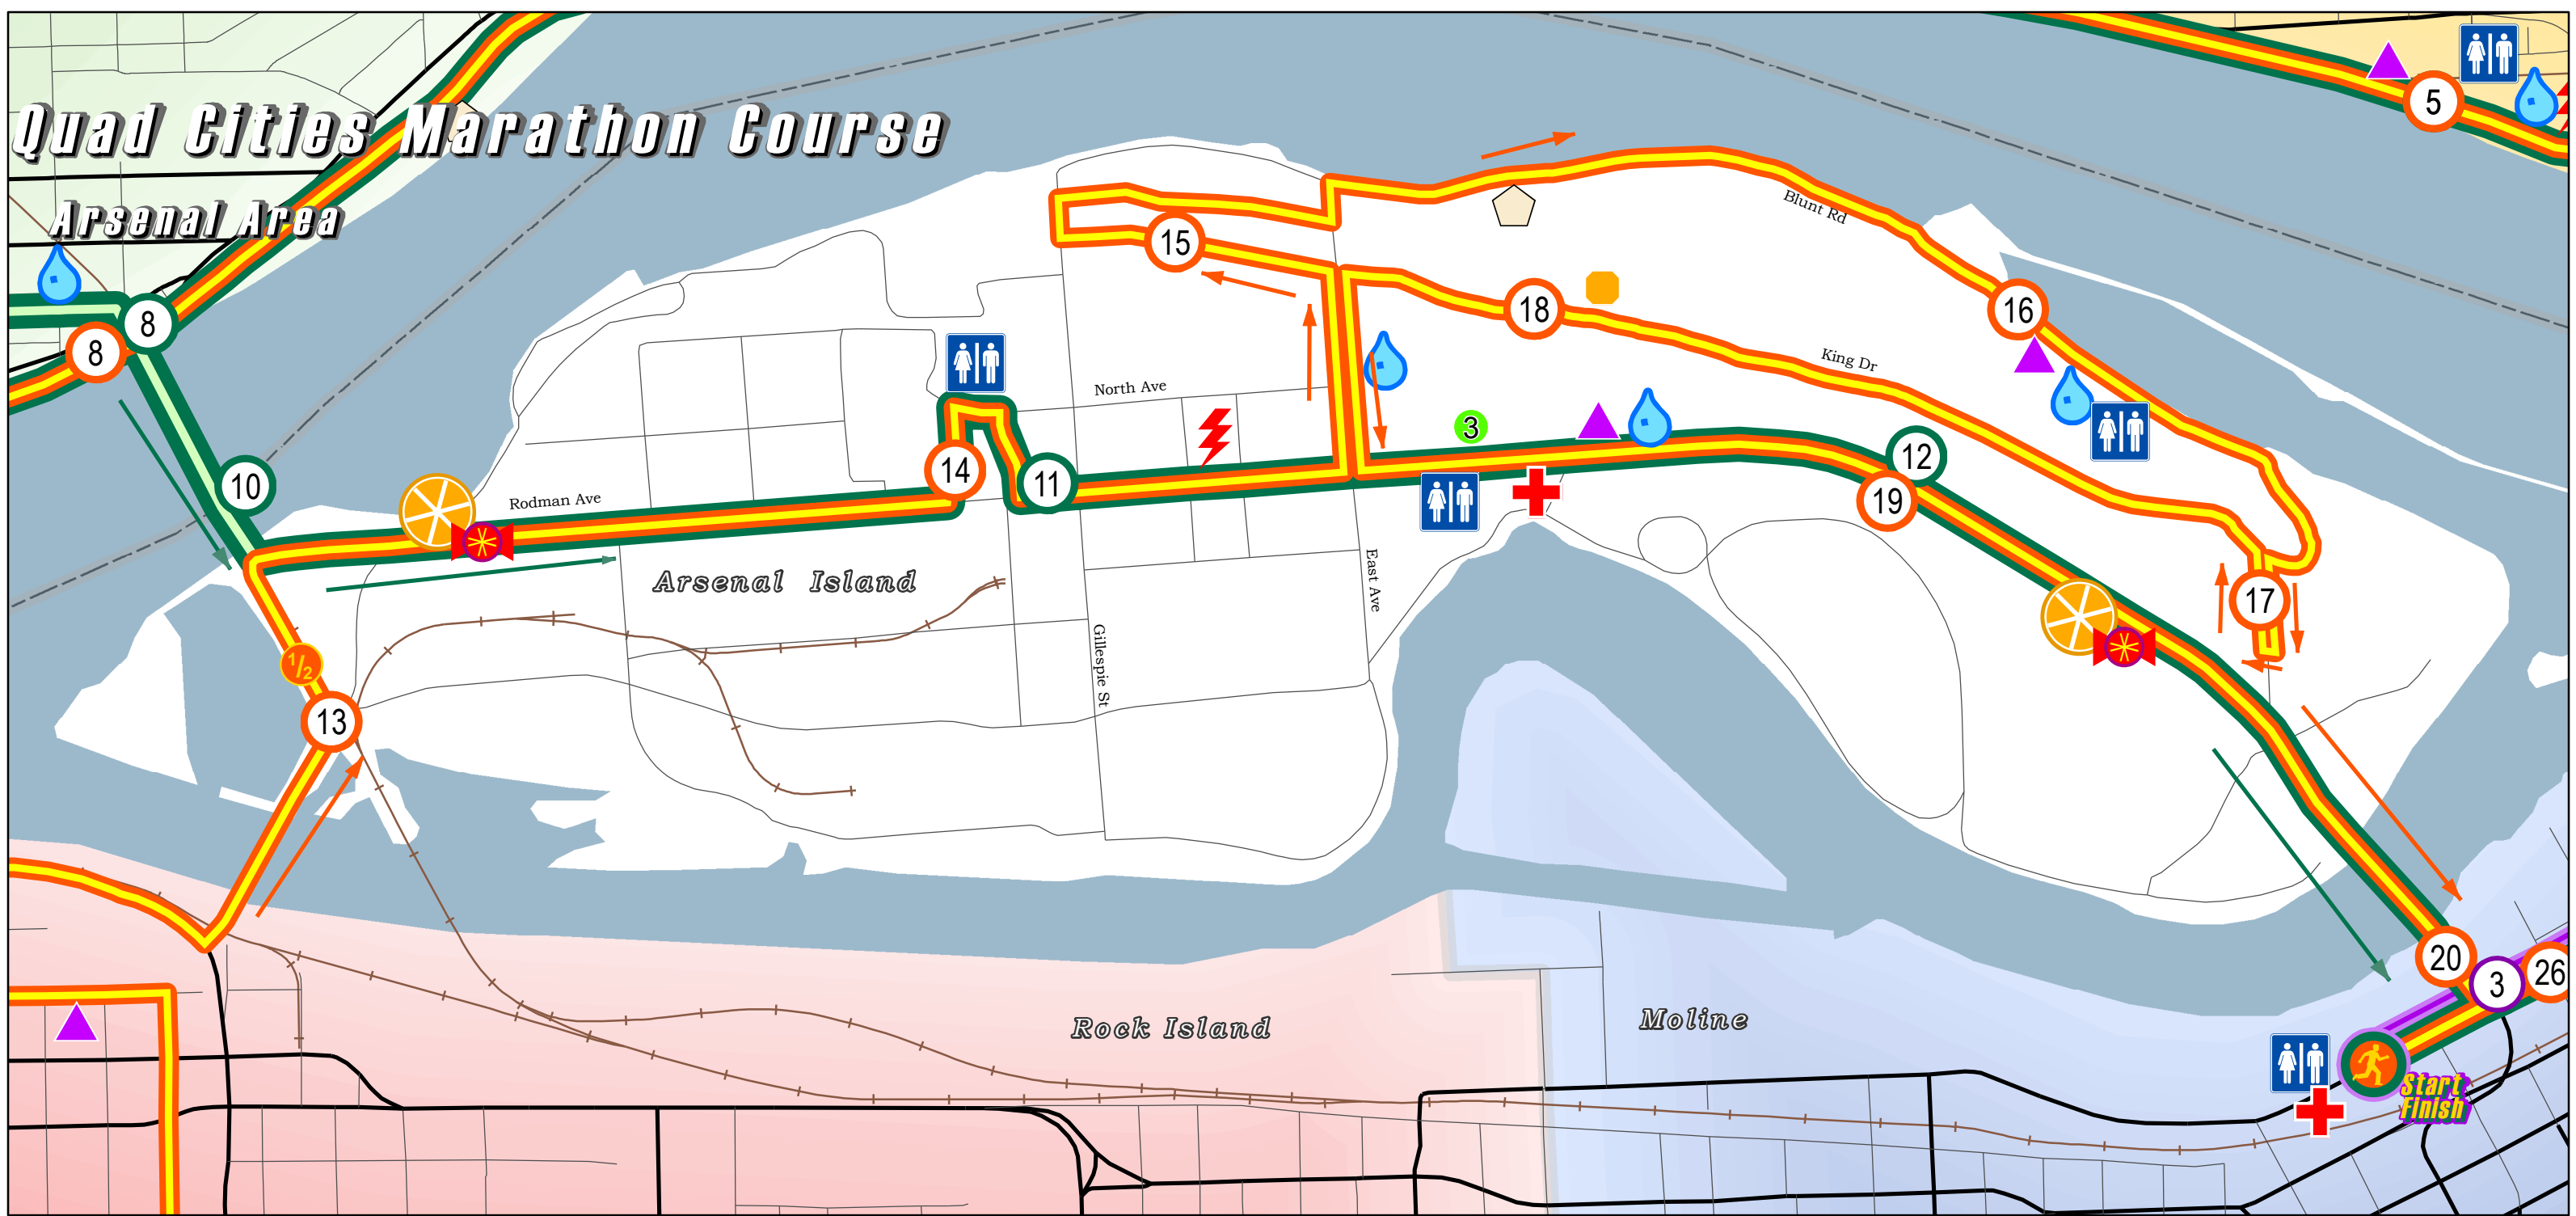 Quad Cities Marathon Course
Arsenal Area
5
8
8
10
15
Blunt Rd
16
18
King Dr
North Ave
3
14
11
12
19
Rodman Ave
Arsenal Island
East Ave
Gillespie St
17
1/2
13
20
3
26
Rock Island
Moline
Start
Finish